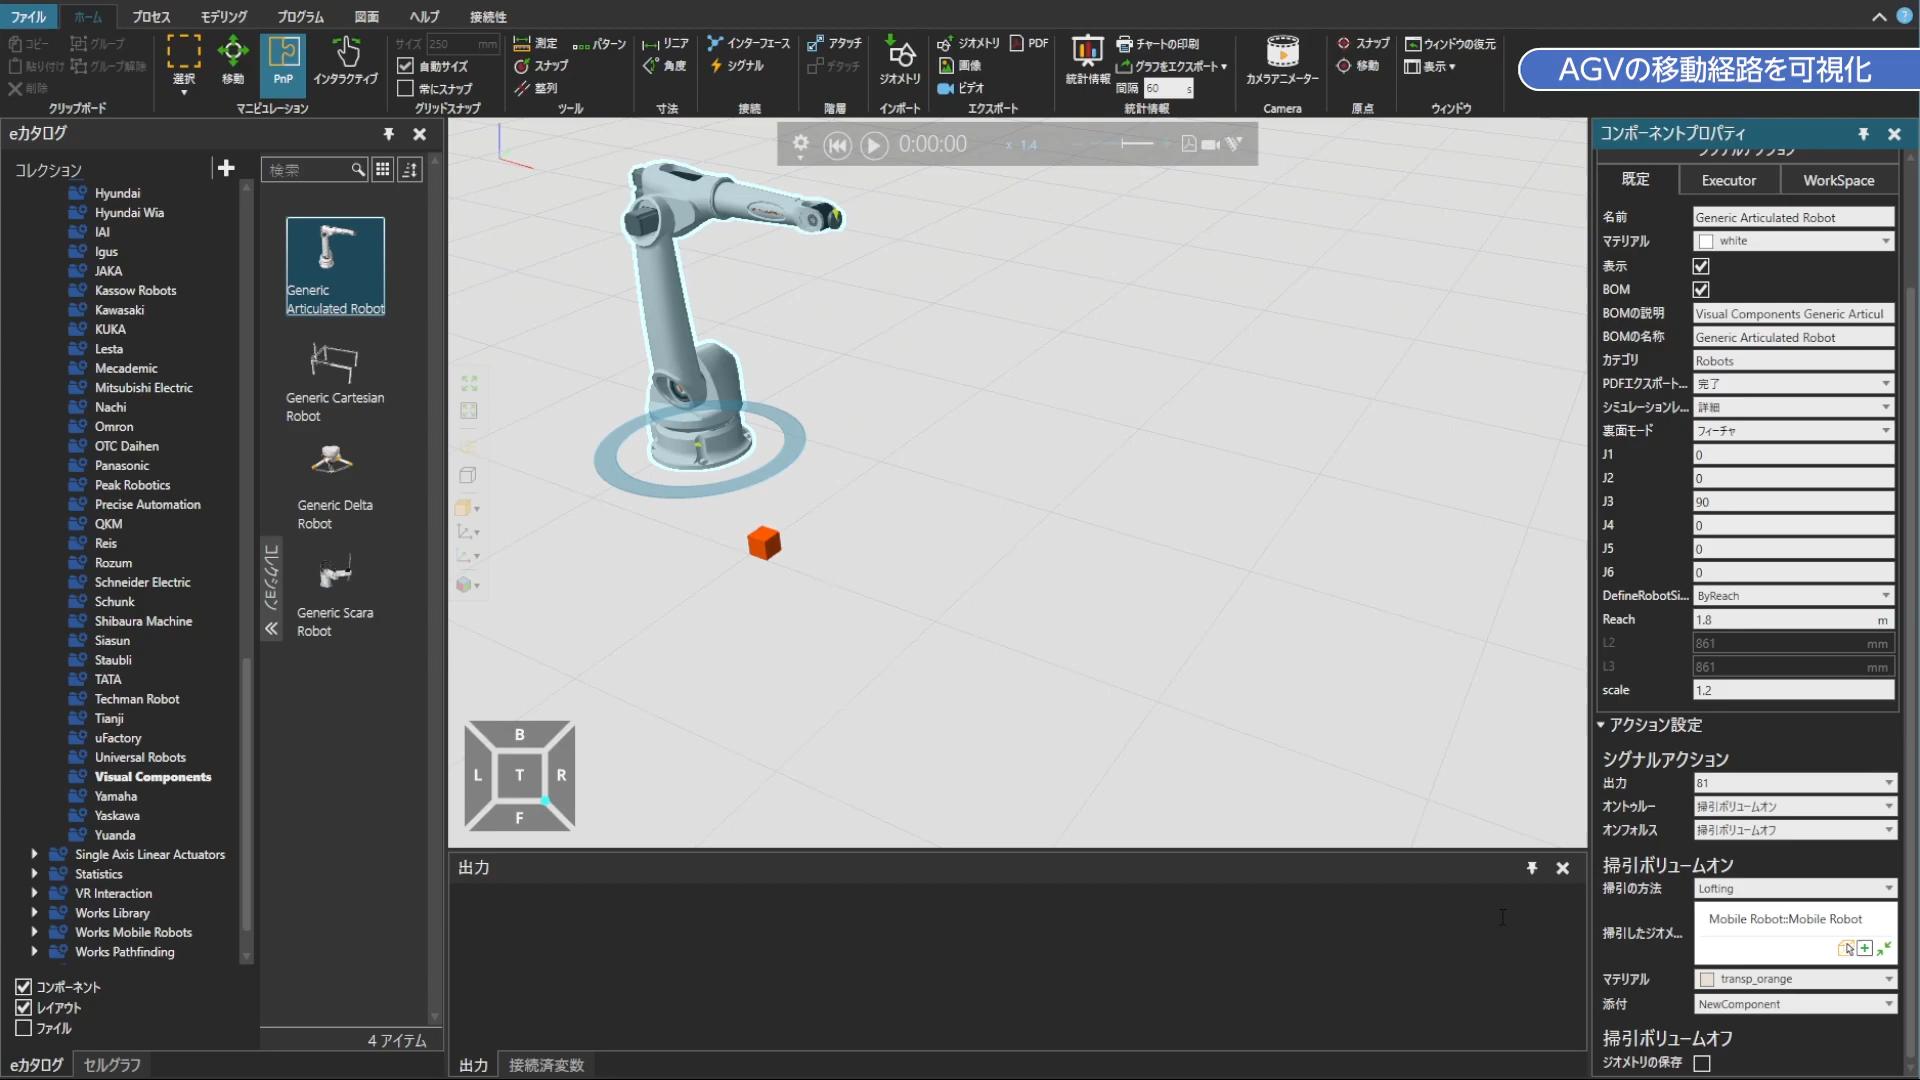 ファイル
ホーム
プロセス
モデリング
プログラム
図面
ヘルプ
接続性
コピー
グループ
貼り付け
グループ解除
削除
クリップボード
選択
移動
PnP
インタラクティブ
マニピュレーション
サイズ 250 mm
自動サイズ
常にスナップ
グリッドスナップ
測定
パターン
スナップ
整列
ツール
リニア
角度
寸法
インターフェース
シグナル
接続
アタッチ
デタッチ
階層
ジオメトリ
インポート
ジオメトリ
PDF
画像
ビデオ
エクスポート
統計情報
チャートの印刷
グラフをエクスポート
間隔 60 s
統計情報
カメラアニメーター
Camera
スナップ
移動
原点
ウィンドウの復元
表示
ウィンドウ
AGVの移動経路を可視化
eカタログ
コレクション
検索
Hyundai
Hyundai Wia
IAI
Igus
JAKA
Kassow Robots
Kawasaki
KUKA
Lesta
Mecademic
Mitsubishi Electric
Nachi
Omron
OTC Daihen
Panasonic
Peak Robotics
Precise Automation
QKM
Reis
Rozum
Schneider Electric
Schunk
Shibaura Machine
Siasun
Staubli
TATA
Techman Robot
Tianji
uFactory
Universal Robots
Visual Components
Yamaha
Yaskawa
Yuanda
Single Axis Linear Actuators
Statistics
VR Interaction
Works Library
Works Mobile Robots
Works Pathfinding
コンポーネント
レイアウト
ファイル
eカタログ
セルグラフ
Generic
Articulated Robot
Generic Cartesian
Robot
Generic Delta
Robot
Generic Scara
Robot
コレクション
4 アイテム
0:00:00
x 1.4
B
L
T
R
F
出力
出力
接続済変数
コンポーネントプロパティ
シグナルアクション
既定
Executor
WorkSpace
名前 Generic Articulated Robot
マテリアル white
表示
BOM
BOMの説明 Visual Components Generic Articul
BOMの名称 Generic Articulated Robot
カテゴリ Robots
PDFエクスポート... 完了
シミュレーションレ... 詳細
裏面モード フィーチャ
J1 0
J2 0
J3 90
J4 0
J5 0
J6 0
DefineRobotSi... ByReach
Reach 1.8 m
L2 861 mm
L3 861 mm
scale 1.2
アクション設定
シグナルアクション
出力 81
オントゥルー 掃引ボリュームオン
オンフォルス 掃引ボリュームオフ
掃引ボリュームオン
掃引の方法 Lofting
掃引したジオメ... Mobile Robot::Mobile Robot
マテリアル transp_orange
添付 NewComponent
掃引ボリュームオフ
ジオメトリの保存